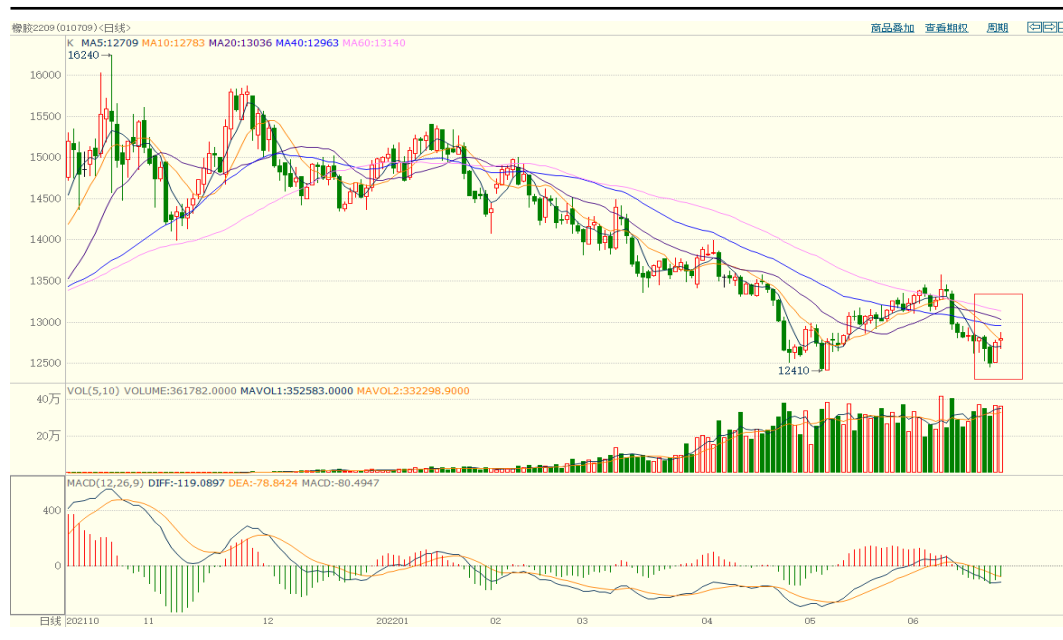 橡胶2209(010709)<日线> 商品叠加 查看期权 周期
K MA5:12709 MA10:12783 MA20:13036 MA40:12963 MA60:13140
16240
16000
15500
15000
14500
14000
13500
13000
12500
12410
VOL(5,10) VOLUME:361782.0000 MAVOL1:352583.0000 MAVOL2:332298.9000
40万
20万
MACD(12,26,9) DIFF:-119.0897 DEA:-78.8424 MACD:-80.4947
400
0
日线 202110 11 12 202201 02 03 04 05 06